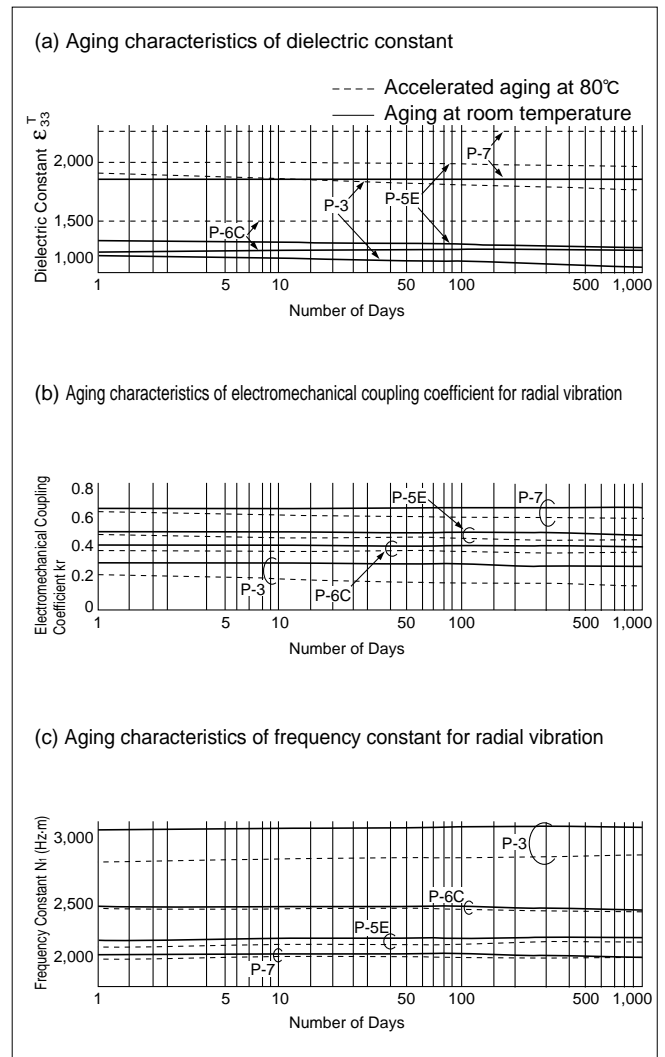 (a) Aging characteristics of dielectric constant
Accelerated aging at 80℃
Aging at room temperature
Dielectric Constant ε33T
2,000
1,500
1,000
P-7
P-3
P-5E
P-6C
1 5 10 50 100 500 1,000
Number of Days
(b) Aging characteristics of electromechanical coupling coefficient for radial vibration
Electromechanical Coupling
Coefficient kr
0.8
0.6
0.4
0.2
0
P-5E
P-7
P-3
P-6C
1 5 10 50 100 500 1,000
Number of Days
(c) Aging characteristics of frequency constant for radial vibration
Frequency Constant N1 (Hz·m)
3,000
2,500
2,000
P-3
P-6C
P-5E
P-7
1 5 10 50 100 500 1,000
Number of Days